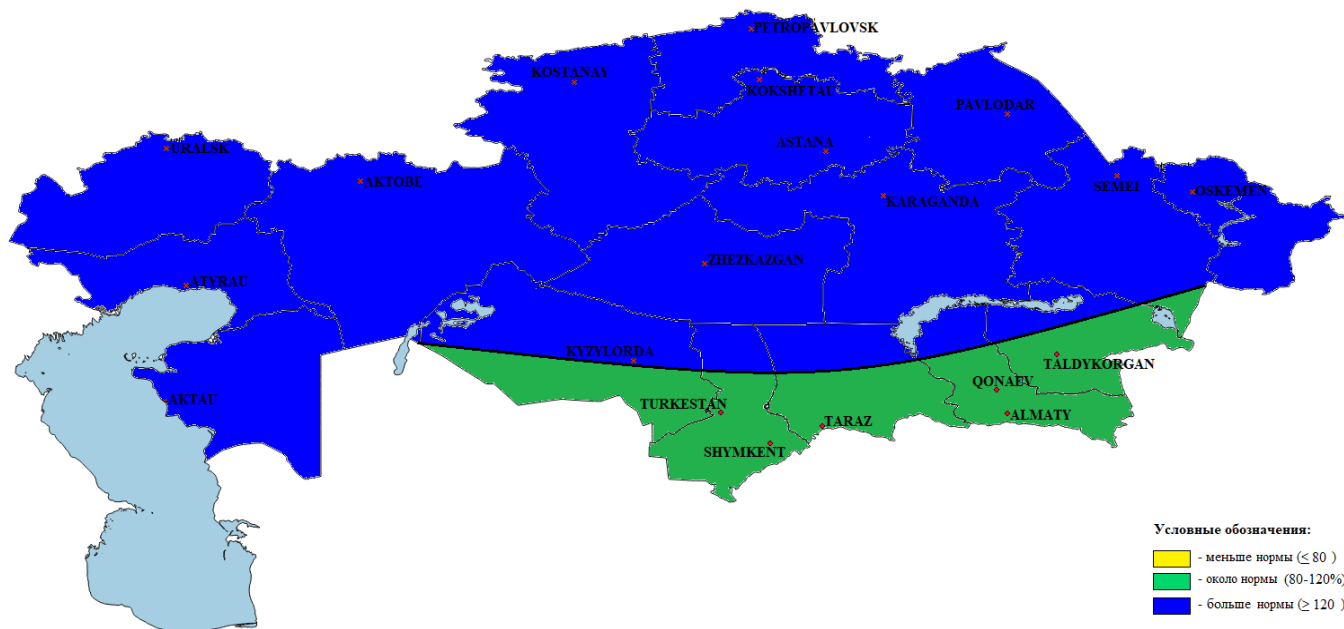 PETROPAVLOVSK
KOSTANAY
KOKSHETAU
PAVLODAR
ASTANA
URALSK
AKTOBE
SEMEI
OSKEMEN
KARAGANDA
ZHEZKAZGAN
ATYRAU
KYZYLORDA
TALDYKORGAN
QONAEV
AKTAU
TURKESTAN
ALMATY
TARAZ
SHYMKENT
Условные обозначения:
- меньше нормы (≤ 80 )
- около нормы (80-120%)
- больше нормы (≥ 120 )